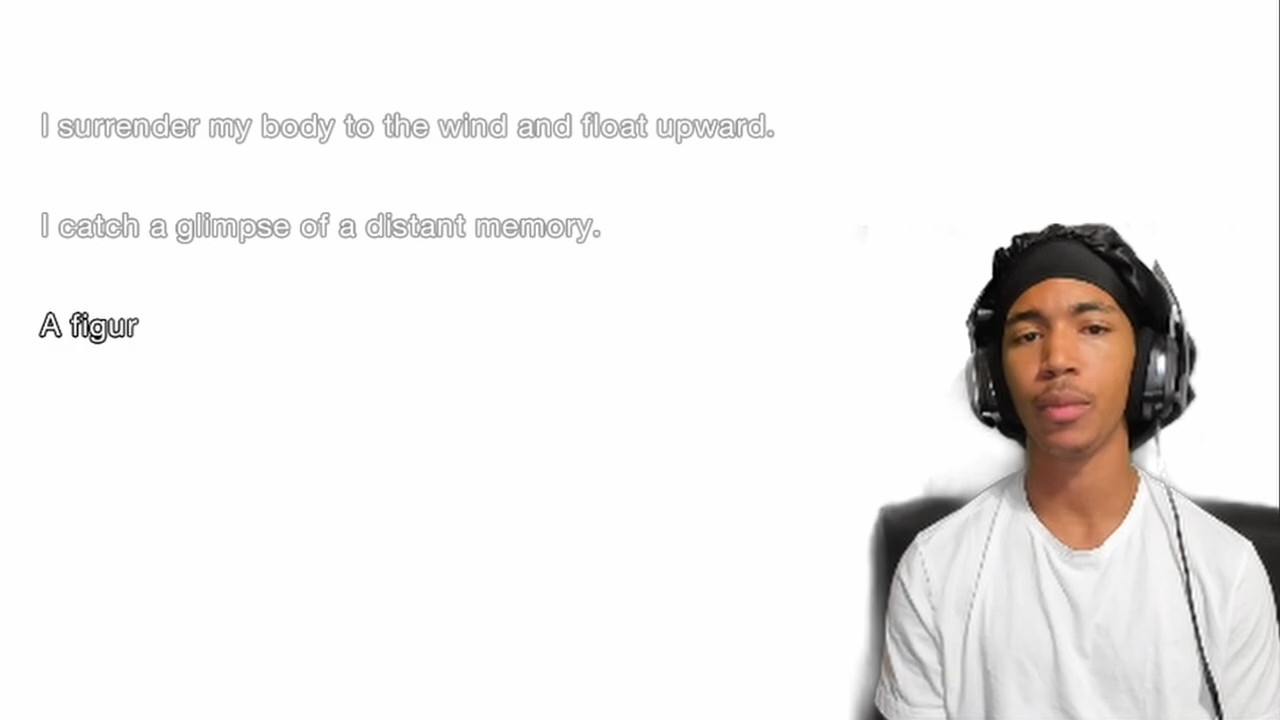 I surrender my body to the wind and float upward.
I catch a glimpse of a distant memory.
A figur